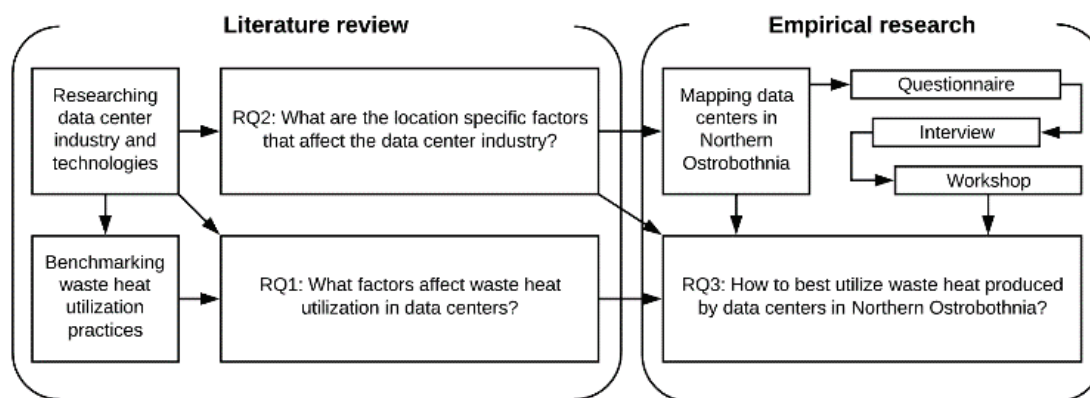 Literature review
Empirical research
Researching
data center
industry and
technologies
RQ2: What are the location specific factors
that affect the data center industry?
Mapping data
centers in
Northern
Ostrobothnia
Questionnaire
Interview
Workshop
Benchmarking
waste heat
utilization
practices
RQ1: What factors affect waste heat
utilization in data centers?
RQ3: How to best utilize waste heat produced
by data centers in Northern Ostrobothnia?